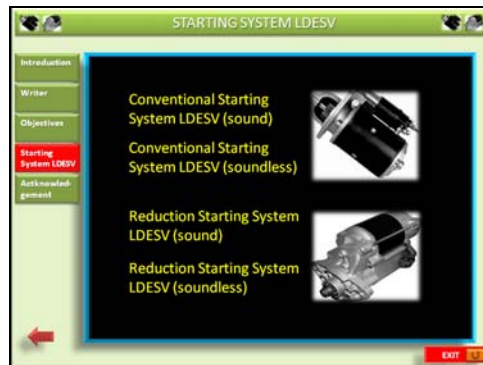 STARTING SYSTEM LDESV
Introduction
Writer
Objectives
Starting
System LDESV
Actknowled-
gement
Conventional Starting
System LDESV (sound)
Conventional Starting
System LDESV (soundless)
Reduction Starting System
LDESV (sound)
Reduction Starting System
LDESV (soundless)
EXIT